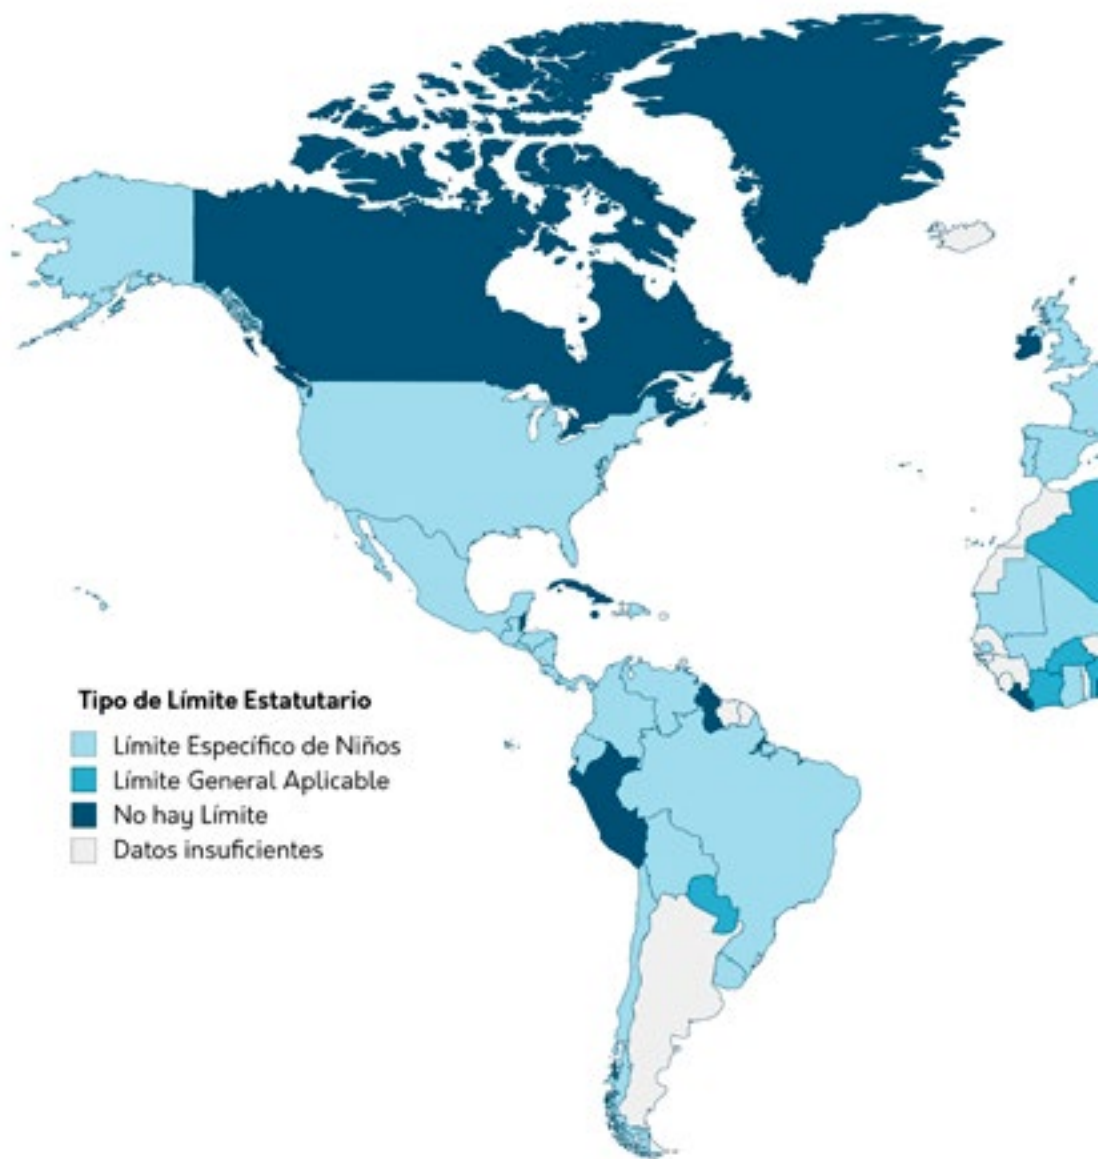 Tipo de Límite Estatutario
Límite Específico de Niños
Límite General Aplicable
No hay Límite
Datos insuficientes